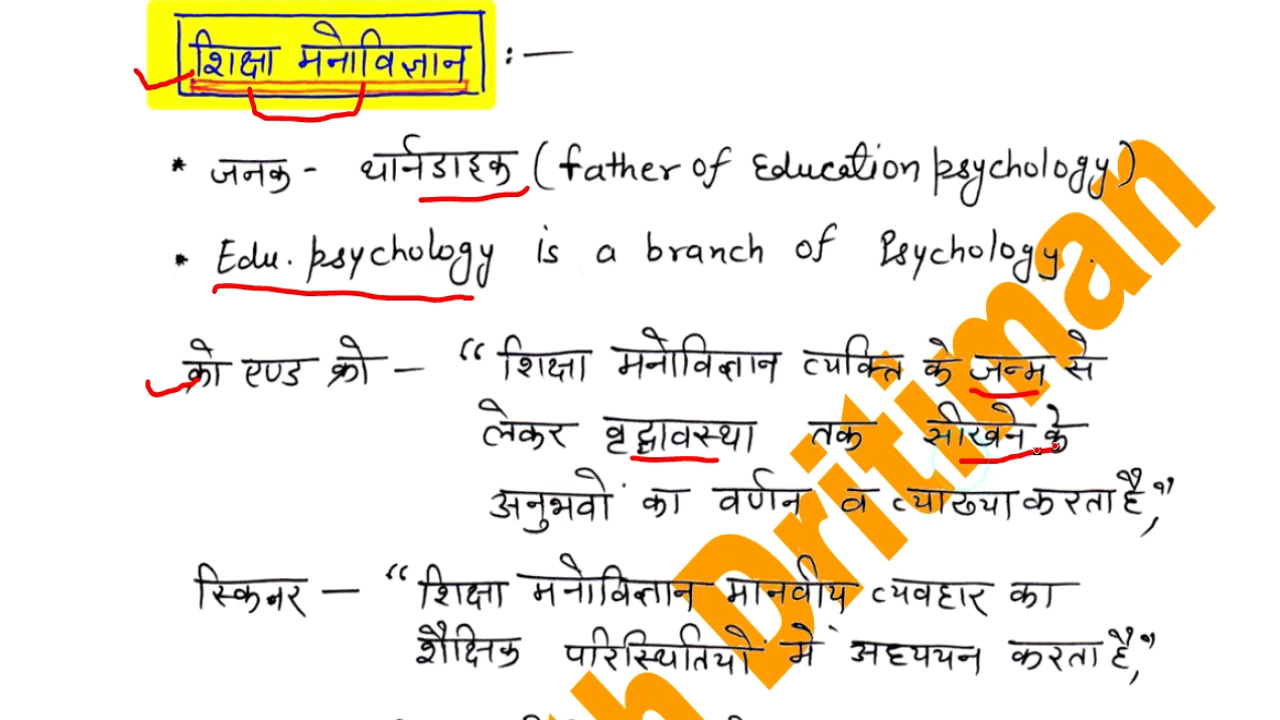 शिक्षा मनोविज्ञान :—
* जनक - थार्नडाइक (father of Education psychology)
* Edu. psychology is a branch of Psychology.
क्रो एण्ड क्रो — “शिक्षा मनोविज्ञान व्यक्ति के जन्म से
लेकर वृद्धावस्था तक सीखने के
अनुभवों का वर्णन व व्याख्या करता है”,
स्किनर — “शिक्षा मनोविज्ञान मानवीय व्यवहार का
शैक्षिक परिस्थितियों में अध्ययन करता है”,
h Dritiman